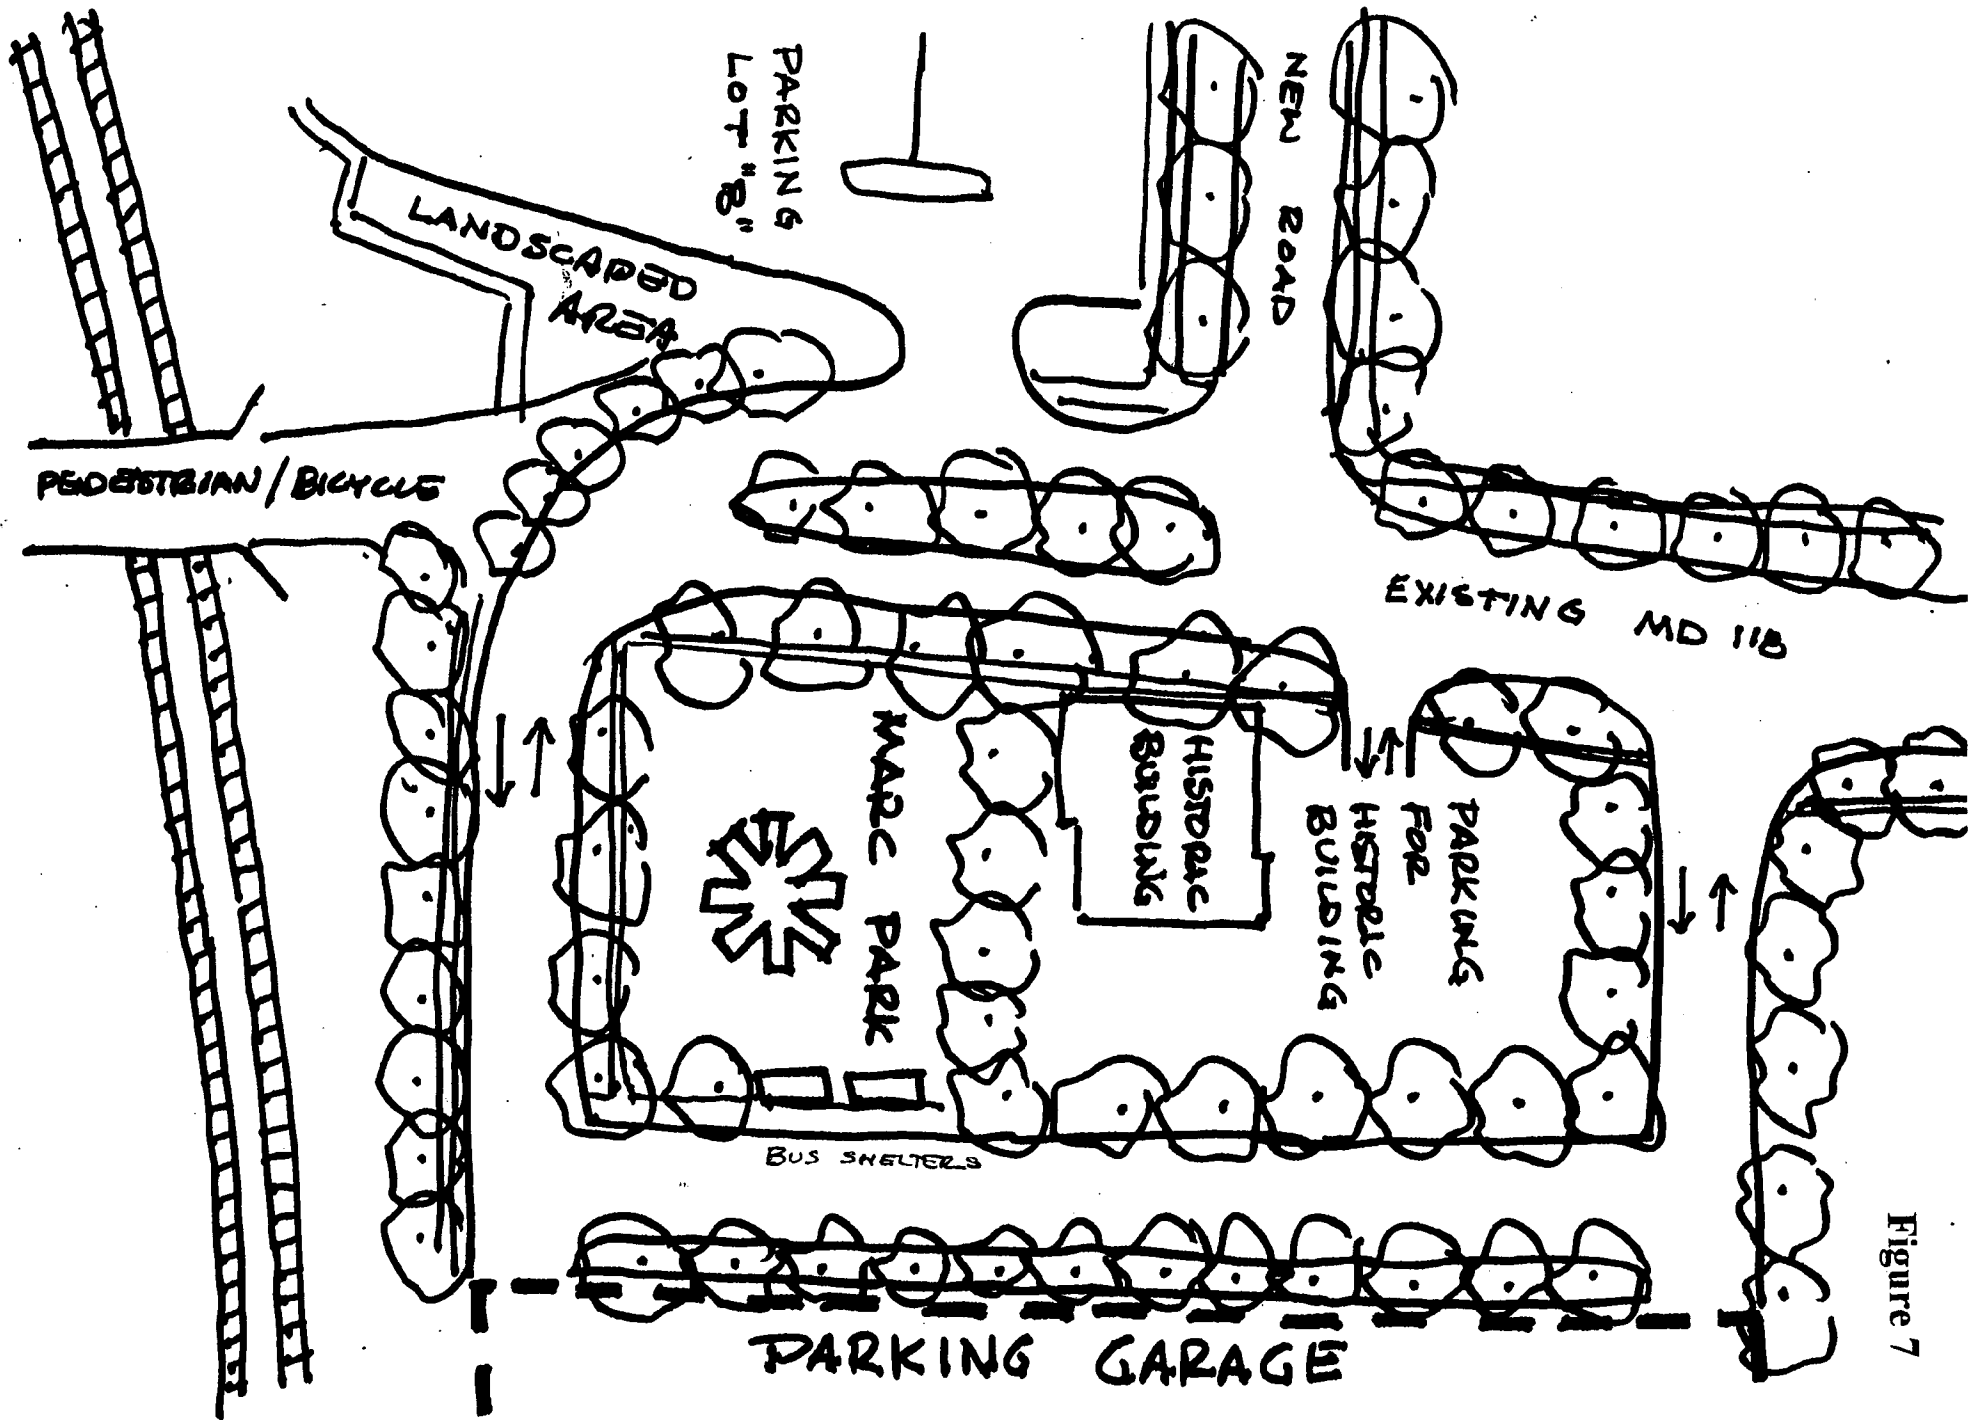 PARKING
LOT "B"
NEW ROAD
LANDSCAPED
AREA
PEDESTRIAN/BICYCLE
EXISTING MD 118
MARC PARK
HISTORIC
BUILDING
PARKING
FOR
HISTORIC
BUILDING
BUS SHELTERS
PARKING GARAGE
Figure 7